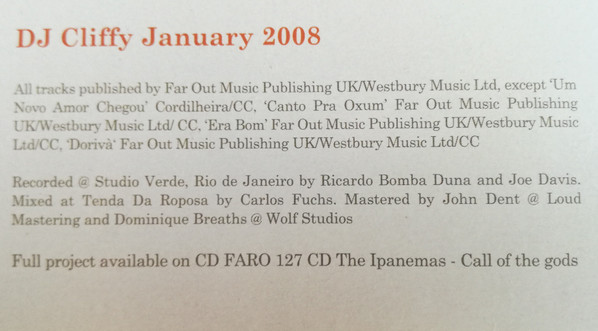 DJ Cliffy January 2008
All tracks published by Far Out Music Publishing UK/Westbury Music Ltd, except ‘Um
Novo Amor Chegou’ Cordilheira/CC, ‘Canto Pra Oxum’ Far Out Music Publishing
UK/Westbury Music Ltd/ CC, ‘Era Bom’ Far Out Music Publishing UK/Westbury Music
Ltd/CC, ‘Dorivà‘ Far Out Music Publishing UK/Westbury Music Ltd/CC
Recorded @ Studio Verde, Rio de Janeiro by Ricardo Bomba Duna and Joe Davis.
Mixed at Tenda Da Roposa by Carlos Fuchs. Mastered by John Dent @ Loud
Mastering and Dominique Breaths @ Wolf Studios
Full project available on CD FARO 127 CD The Ipanemas - Call of the gods